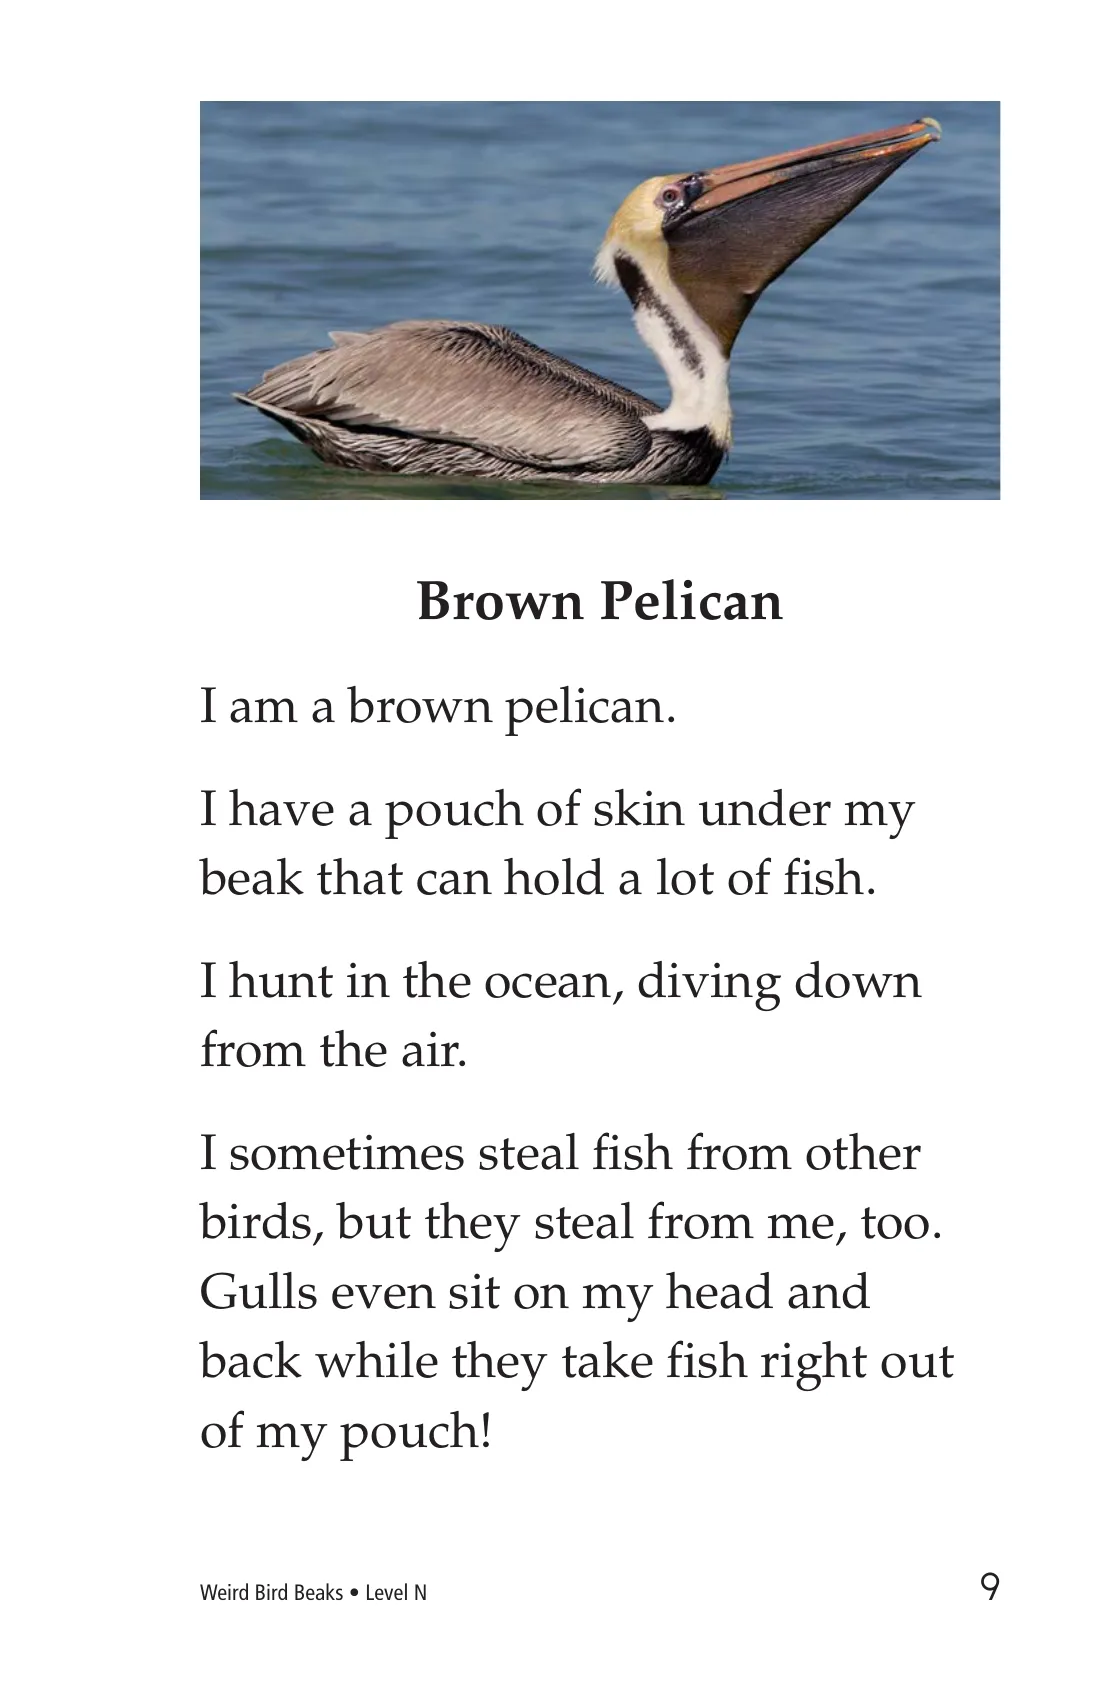 Brown Pelican
I am a brown pelican.
I have a pouch of skin under my
beak that can hold a lot of fish.
I hunt in the ocean, diving down
from the air.
I sometimes steal fish from other
birds, but they steal from me, too.
Gulls even sit on my head and
back while they take fish right out
of my pouch!
Weird Bird Beaks • Level N
9